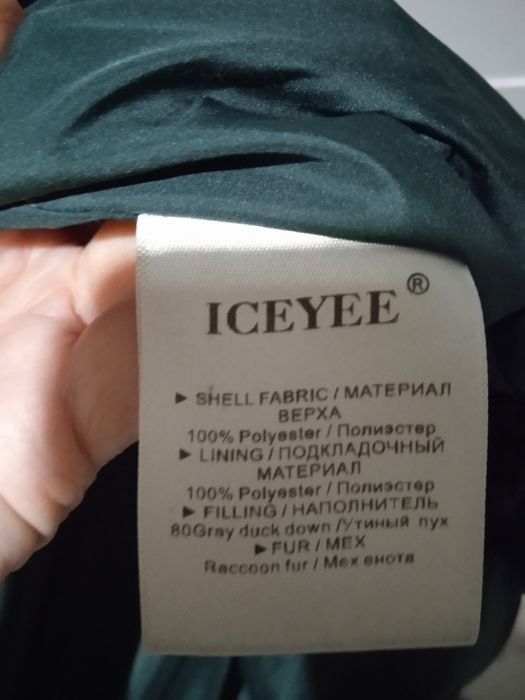 ICEYEE®
► SHELL FABRIC / МАТЕРИАЛ
ВЕРХА
100% Polyester / Полиэстер
► LINING / ПОДКЛАДОЧНЫЙ
МАТЕРИАЛ
100% Polyester / Полиэстер
► FILLING / НАПОЛНИТЕЛЬ
80Gray duck down /Утиный пух
► FUR / МЕХ
Raccoon fur / Мех енота